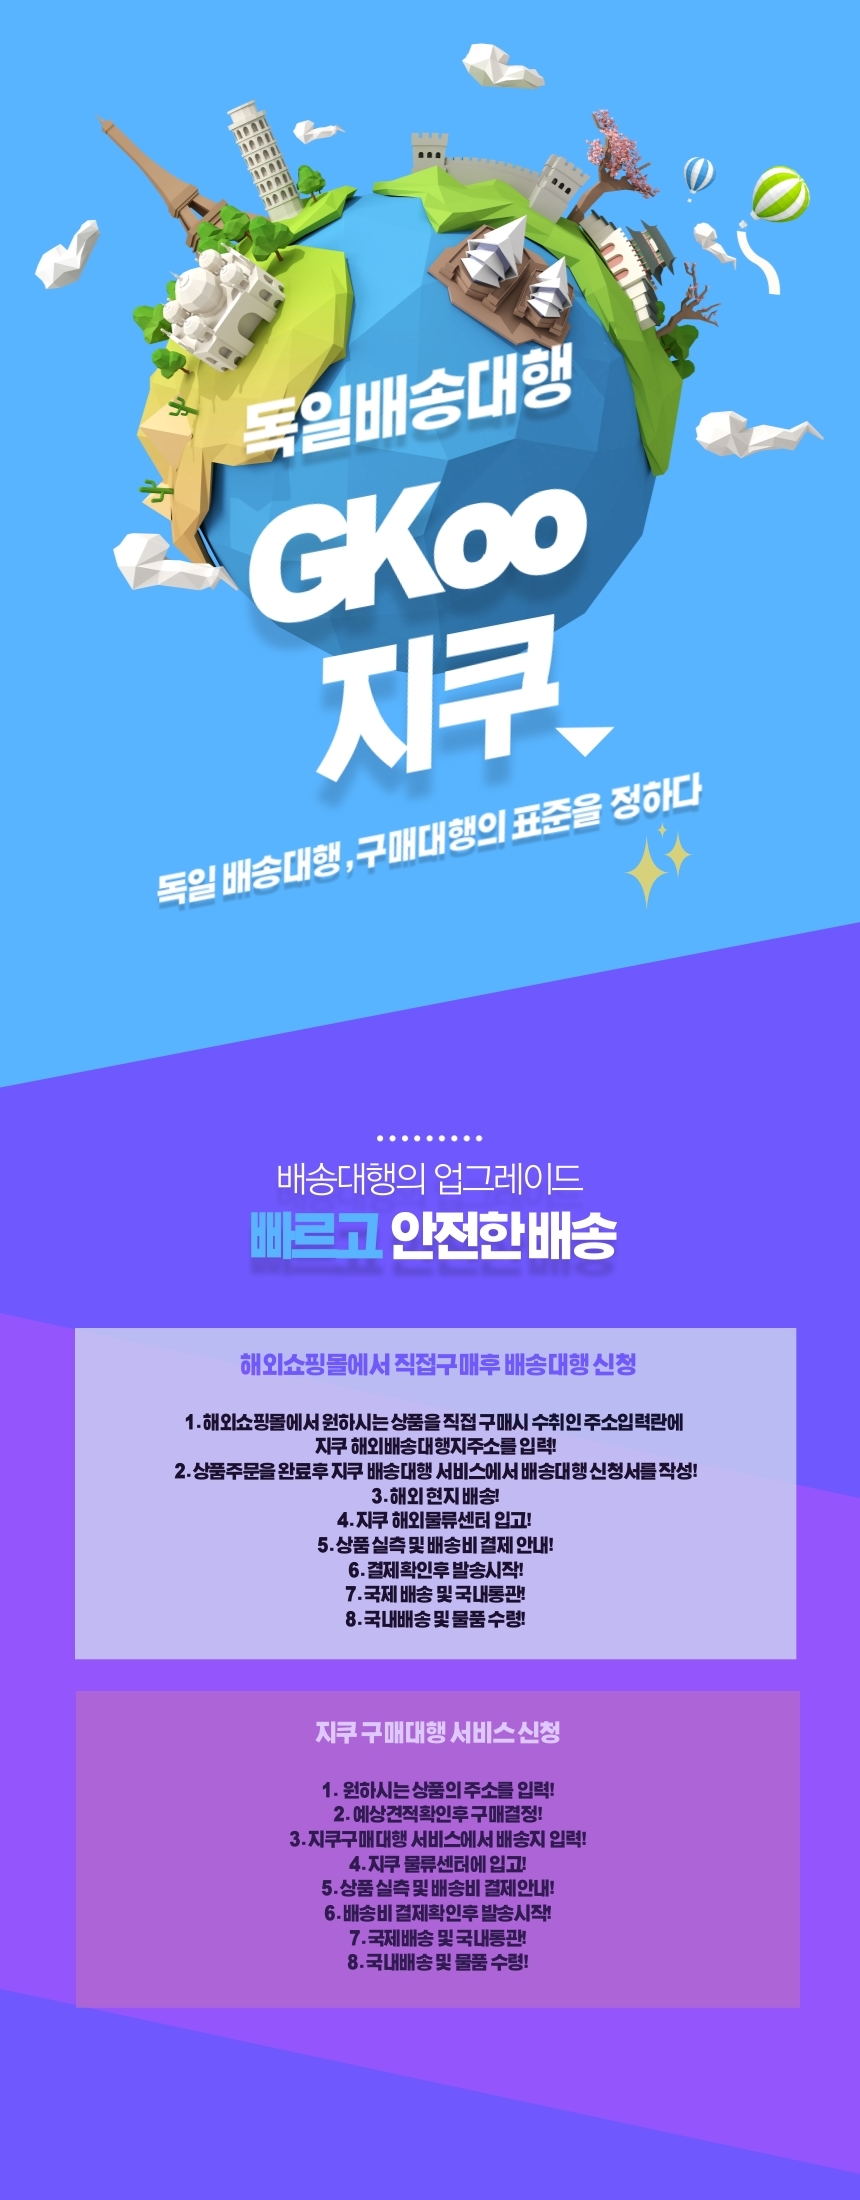 독일배송대행
GKoo
지쿠
독일 배송대행, 구매대행의 표준을 정하다
배송대행의 업그레이드
빠르고 안전한 배송
해외쇼핑몰에서 직접구매후 배송대행 신청
1. 해외쇼핑몰에서 원하시는 상품을 직접 구매시 수취인 주소입력란에
지쿠 해외배송대행지주소를 입력!
2. 상품주문을 완료후 지쿠 배송대행 서비스에서 배송대행 신청서를 작성!
3. 해외 현지 배송!
4. 지쿠 해외물류센터 입고!
5. 상품 실측 및 배송비 결제 안내!
6. 결제확인후 발송시작!
7. 국제 배송 및 국내통관!
8. 국내배송 및 물품 수령!
지쿠 구매대행 서비스 신청
1. 원하시는 상품의 주소를 입력!
2. 예상견적확인후 구매결정!
3. 지쿠구매대행 서비스에서 배송지 입력!
4. 지쿠 물류센터에 입고!
5. 상품 실측 및 배송비 결제안내!
6. 배송비 결제확인후 발송시작!
7. 국제배송 및 국내통관!
8. 국내배송 및 물품 수령!